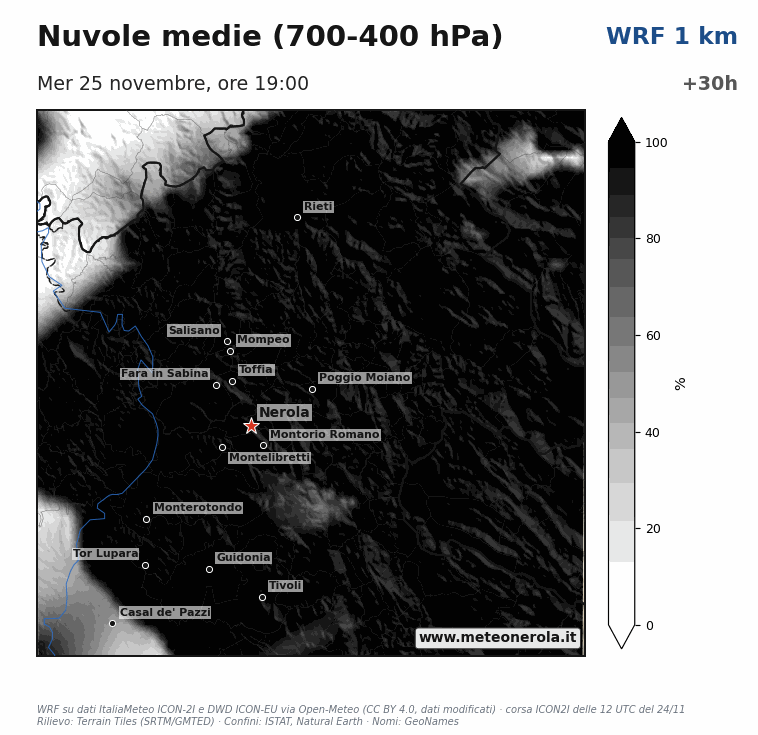 Nuvole medie (700-400 hPa)
WRF 1 km
Mer 25 novembre, ore 19:00
+30h
100
80
60
40
20
0
%
Rieti
Salisano
Mompeo
Toffia
Fara in Sabina
Poggio Moiano
Nerola
Montorio Romano
Montelibretti
Monterotondo
Tor Lupara
Guidonia
Tivoli
Casal de' Pazzi
www.meteonerola.it
WRF su dati ItaliaMeteo ICON-2I e DWD ICON-EU via Open-Meteo (CC BY 4.0, dati modificati) · corsa ICON2I delle 12 UTC del 24/11
Rilievo: Terrain Tiles (SRTM/GMTED) · Confini: ISTAT, Natural Earth · Nomi: GeoNames